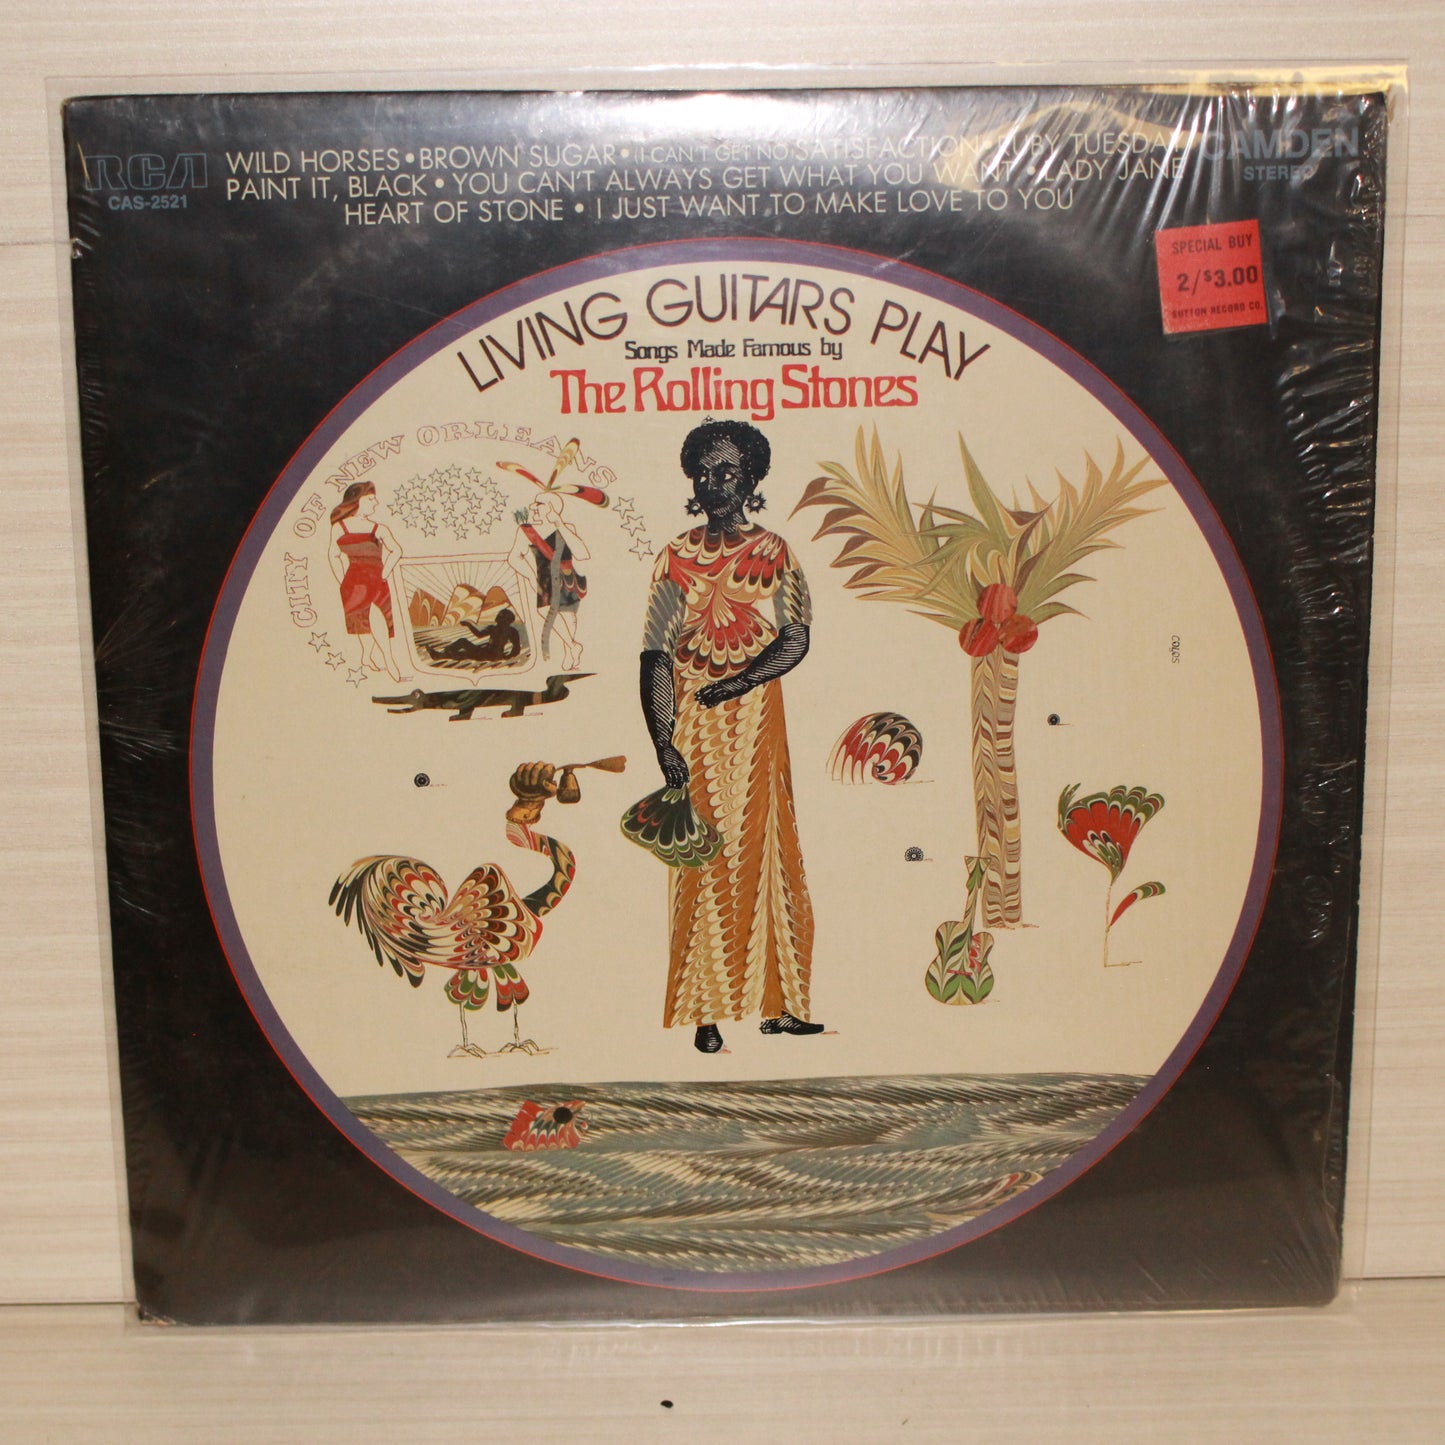 RCA
CAS-2521
WILD HORSES • BROWN SUGAR • (I CAN'T GET NO) SATISFACTION • RUBY TUESDAY
PAINT IT, BLACK • YOU CAN'T ALWAYS GET WHAT YOU WANT • LADY JANE
HEART OF STONE • I JUST WANT TO MAKE LOVE TO YOU
CAMDEN
STEREO
SPECIAL BUY
2/$3.00
SUTTON RECORD CO.
LIVING GUITARS PLAY
Songs Made Famous by
The Rolling Stones
CITY OF NEW ORLEANS